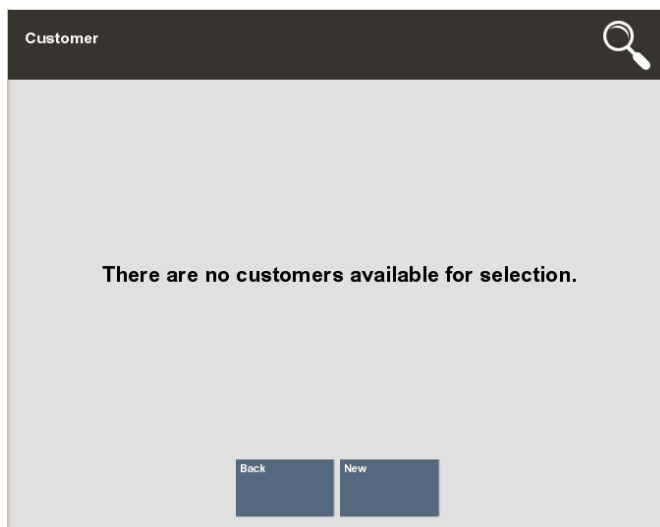 Customer
There are no customers available for selection.
Back
New